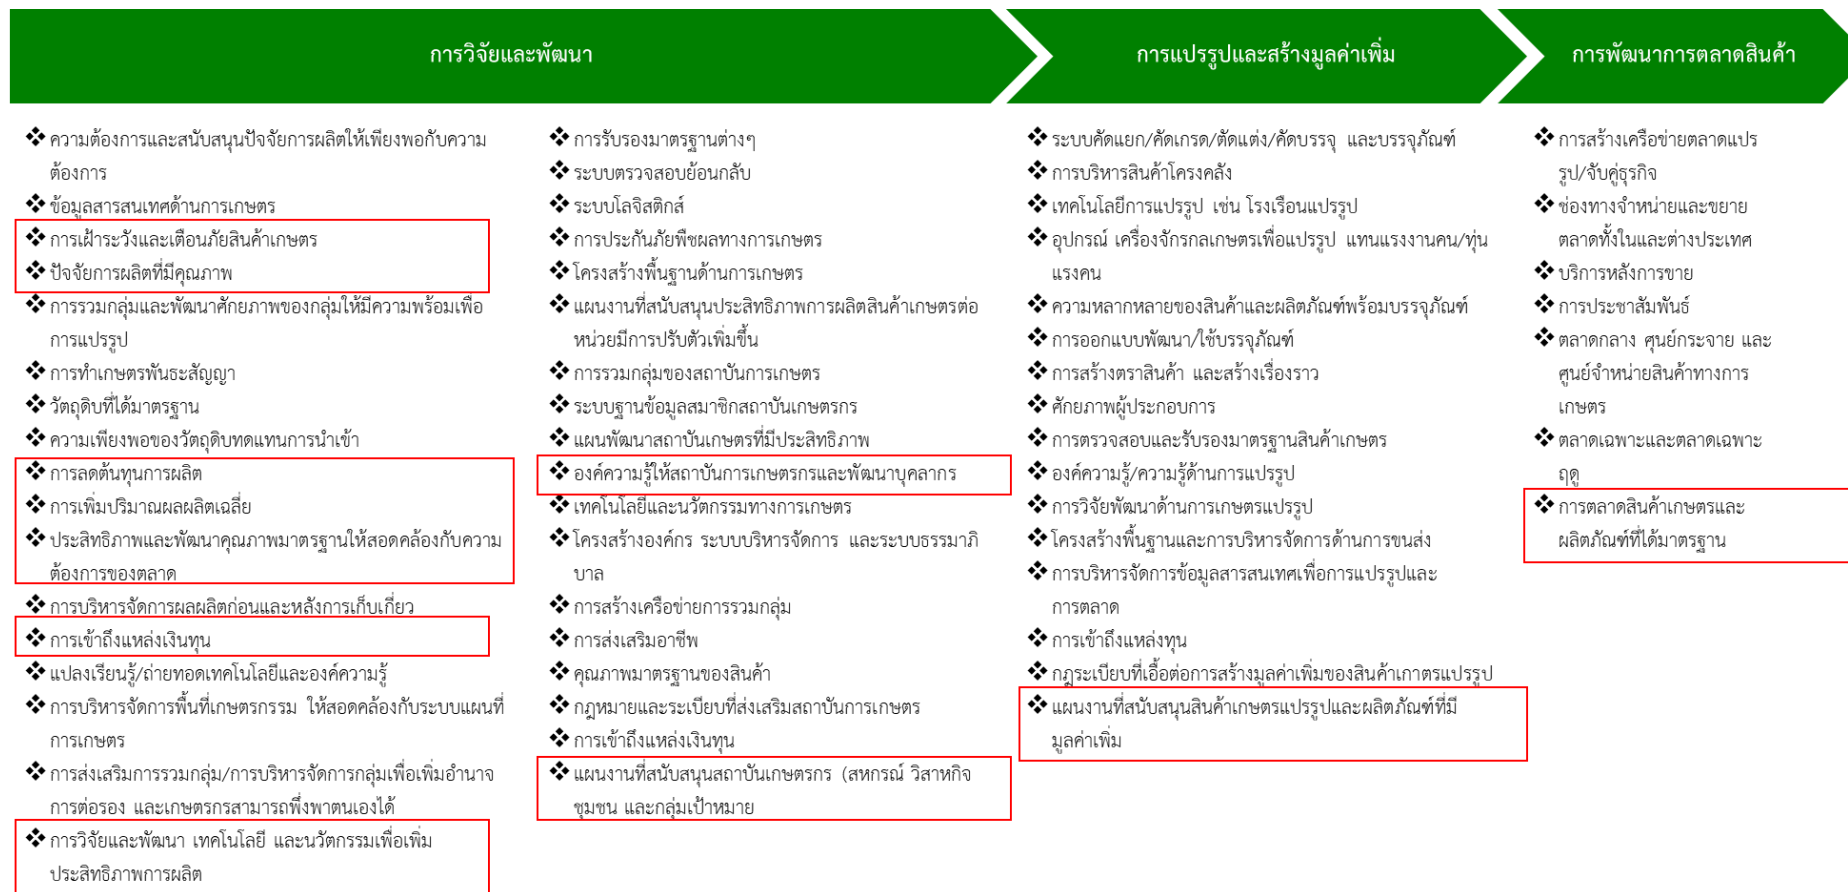 การวิจัยและพัฒนา
การแปรรูปและสร้างมูลค่าเพิ่ม
การพัฒนาการตลาดสินค้า
❖ ความต้องการและสนับสนุนปัจจัยการผลิตให้เพียงพอกับความ
ต้องการ
❖ ข้อมูลสารสนเทศด้านการเกษตร
❖ การเฝ้าระวังและเตือนภัยสินค้าเกษตร
❖ ปัจจัยการผลิตที่มีคุณภาพ
❖ การรวมกลุ่มและพัฒนาศักยภาพของกลุ่มให้มีความพร้อมเพื่อ
การแปรรูป
❖ การทำเกษตรพันธะสัญญา
❖ วัตถุดิบที่ได้มาตรฐาน
❖ ความเพียงพอของวัตถุดิบทดแทนการนำเข้า
❖ การลดต้นทุนการผลิต
❖ การเพิ่มปริมาณผลผลิตเฉลี่ย
❖ ประสิทธิภาพและพัฒนาคุณภาพมาตรฐานให้สอดคล้องกับความ
ต้องการของตลาด
❖ การบริหารจัดการผลผลิตก่อนและหลังการเก็บเกี่ยว
❖ การเข้าถึงแหล่งเงินทุน
❖ แปลงเรียนรู้/ถ่ายทอดเทคโนโลยีและองค์ความรู้
❖ การบริหารจัดการพื้นที่เกษตรกรรม ให้สอดคล้องกับระบบแผนที่
การเกษตร
❖ การส่งเสริมการรวมกลุ่ม/การบริหารจัดการกลุ่มเพื่อเพิ่มอำนาจ
การต่อรอง และเกษตรกรสามารถพึ่งพาตนเองได้
❖ การวิจัยและพัฒนา เทคโนโลยี และนวัตกรรมเพื่อเพิ่ม
ประสิทธิภาพการผลิต
❖ การรับรองมาตรฐานต่างๆ
❖ ระบบตรวจสอบย้อนกลับ
❖ ระบบโลจิสติกส์
❖ การประกันภัยพืชผลทางการเกษตร
❖ โครงสร้างพื้นฐานด้านการเกษตร
❖ แผนงานที่สนับสนุนประสิทธิภาพการผลิตสินค้าเกษตรต่อ
หน่วยมีการปรับตัวเพิ่มขึ้น
❖ การรวมกลุ่มของสถาบันการเกษตร
❖ ระบบฐานข้อมูลสมาชิกสถาบันเกษตรกร
❖ แผนพัฒนาสถาบันเกษตรที่มีประสิทธิภาพ
❖ องค์ความรู้ให้สถาบันการเกษตรกรและพัฒนาบุคลากร
❖ เทคโนโลยีและนวัตกรรมทางการเกษตร
❖ โครงสร้างองค์กร ระบบบริหารจัดการ และระบบธรรมาภิ
บาล
❖ การสร้างเครือข่ายการรวมกลุ่ม
❖ การส่งเสริมอาชีพ
❖ คุณภาพมาตรฐานของสินค้า
❖ กฎหมายและระเบียบที่ส่งเสริมสถาบันการเกษตร
❖ การเข้าถึงแหล่งเงินทุน
❖ แผนงานที่สนับสนุนสถาบันเกษตรกร (สหกรณ์ วิสาหกิจ
ชุมชน และกลุ่มเป้าหมาย
❖ ระบบคัดแยก/คัดเกรด/ตัดแต่ง/คัดบรรจุ และบรรจุภัณฑ์
❖ การบริหารสินค้าโครงคลัง
❖ เทคโนโลยีการแปรรูป เช่น โรงเรือนแปรรูป
❖ อุปกรณ์ เครื่องจักรกลเกษตรเพื่อแปรรูป แทนแรงงานคน/ทุ่น
แรงคน
❖ ความหลากหลายของสินค้าและผลิตภัณฑ์พร้อมบรรจุภัณฑ์
❖ การออกแบบพัฒนา/ใช้บรรจุภัณฑ์
❖ การสร้างตราสินค้า และสร้างเรื่องราว
❖ ศักยภาพผู้ประกอบการ
❖ การตรวจสอบและรับรองมาตรฐานสินค้าเกษตร
❖ องค์ความรู้/ความรู้ด้านการแปรรูป
❖ การวิจัยพัฒนาด้านการเกษตรแปรรูป
❖ โครงสร้างพื้นฐานและการบริหารจัดการด้านการขนส่ง
❖ การบริหารจัดการข้อมูลสารสนเทศเพื่อการแปรรูปและ
การตลาด
❖ การเข้าถึงแหล่งทุน
❖ กฎระเบียบที่เอื้อต่อการสร้างมูลค่าเพิ่มของสินค้าเกาตรแปรรูป
❖ แผนงานที่สนับสนุนสินค้าเกษตรแปรรูปและผลิตภัณฑ์ที่มี
มูลค่าเพิ่ม
❖ การสร้างเครือข่ายตลาดแปร
รูป/จับคู่ธุรกิจ
❖ ช่องทางจำหน่ายและขยาย
ตลาดทั้งในและต่างประเทศ
❖ บริการหลังการขาย
❖ การประชาสัมพันธ์
❖ ตลาดกลาง ศูนย์กระจาย และ
ศูนย์จำหน่ายสินค้าทางการ
เกษตร
❖ ตลาดเฉพาะและตลาดเฉพาะ
ฤดู
❖ การตลาดสินค้าเกษตรและ
ผลิตภัณฑ์ที่ได้มาตรฐาน